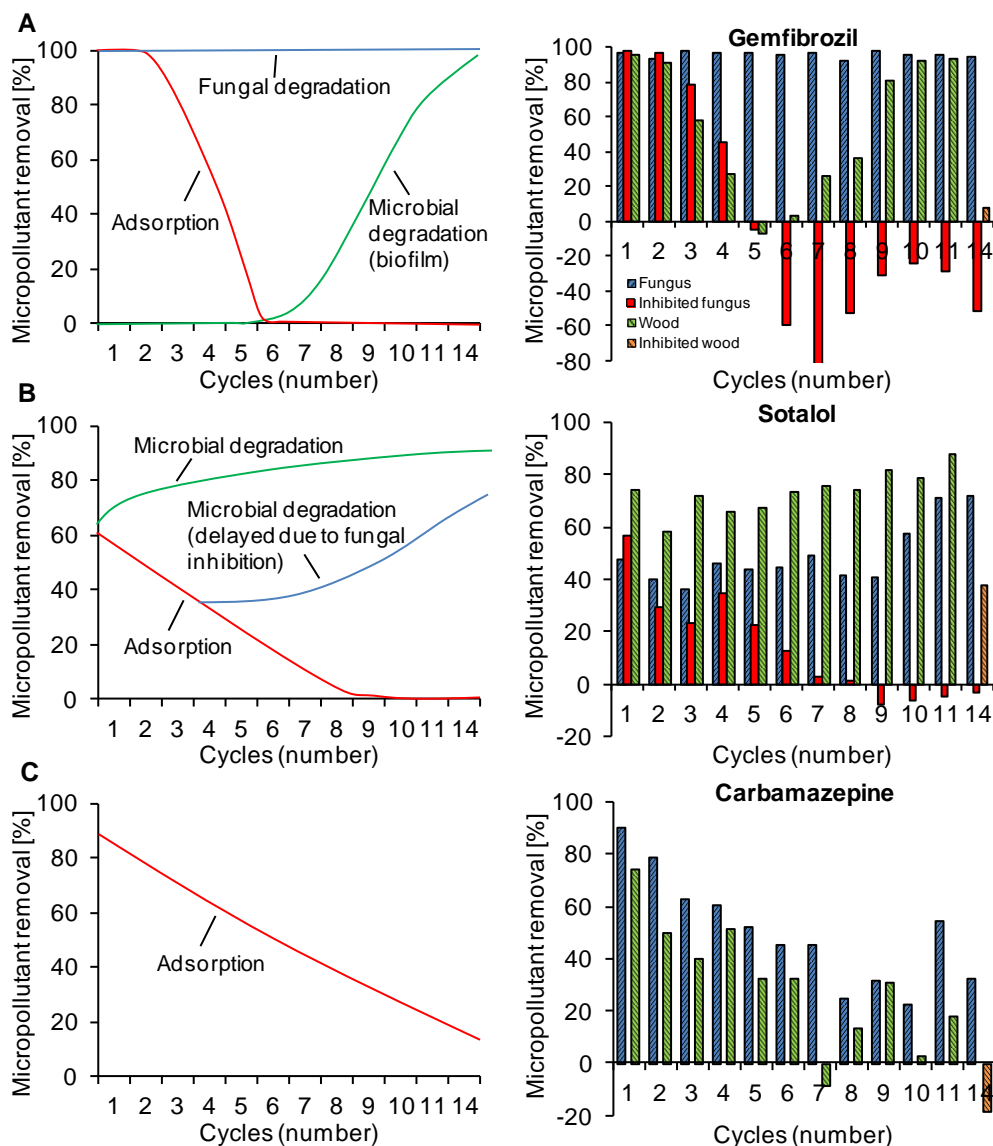 A
Micropollutant removal [%]
100
80
60
40
20
0
Fungal degradation
Adsorption
Microbial
degradation
(biofilm)
1 2 3 4 5 6 7 8 9 10 11 14
Cycles (number)
Gemfibrozil
Micropollutant removal [%]
100
80
60
40
20
0
-20
-40
-60
-80
1 2 3 4 5 6 7 8 9 10 11 14
Fungus
Inhibited fungus
Wood
Inhibited wood
Cycles (number)
B
Micropollutant removal [%]
100
80
60
40
20
0
Microbial degradation
Microbial degradation
(delayed due to fungal
inhibition)
Adsorption
1 2 3 4 5 6 7 8 9 10 11 14
Cycles (number)
Sotalol
Micropollutant removal [%]
100
80
60
40
20
0
-20
1 2 3 4 5 6 7 8 9 10 11 14
Cycles (number)
C
Micropollutant removal [%]
100
80
60
40
20
0
Adsorption
1 2 3 4 5 6 7 8 9 10 11 14
Cycles (number)
Carbamazepine
Micropollutant removal [%]
100
80
60
40
20
0
-20
1 2 3 4 5 6 7 8 9 10 11 14
Cycles (number)